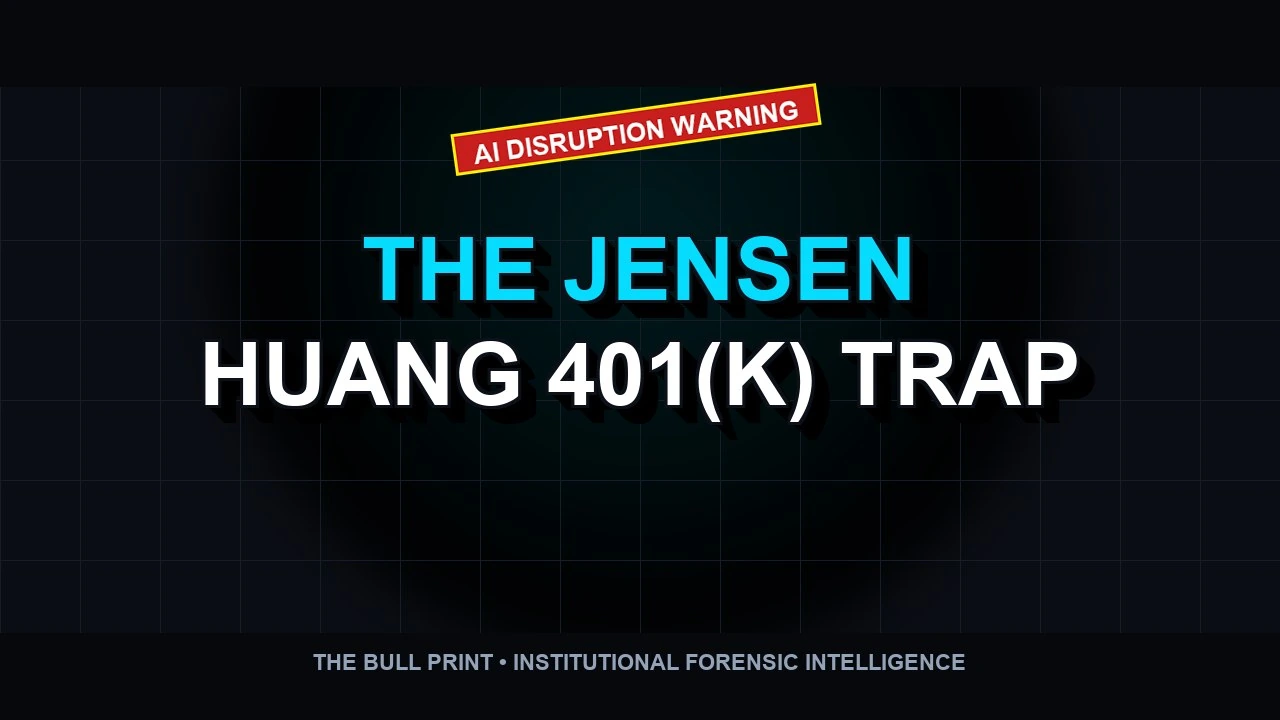 AI DISRUPTION WARNING
THE JENSEN
HUANG 401(K) TRAP
THE BULL PRINT • INSTITUTIONAL FORENSIC INTELLIGENCE